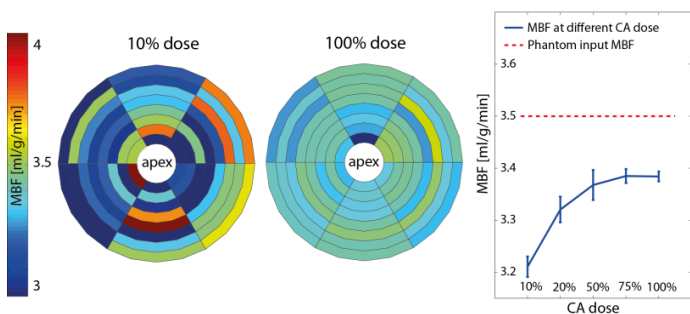 4
3.5
3
MBF [ml/g/min]
10% dose
apex
100% dose
apex
MBF at different CA dose
Phantom input MBF
3.6
3.5
3.4
3.3
3.2
MBF [ml/g/min]
10% 20% 50% 75% 100%
CA dose